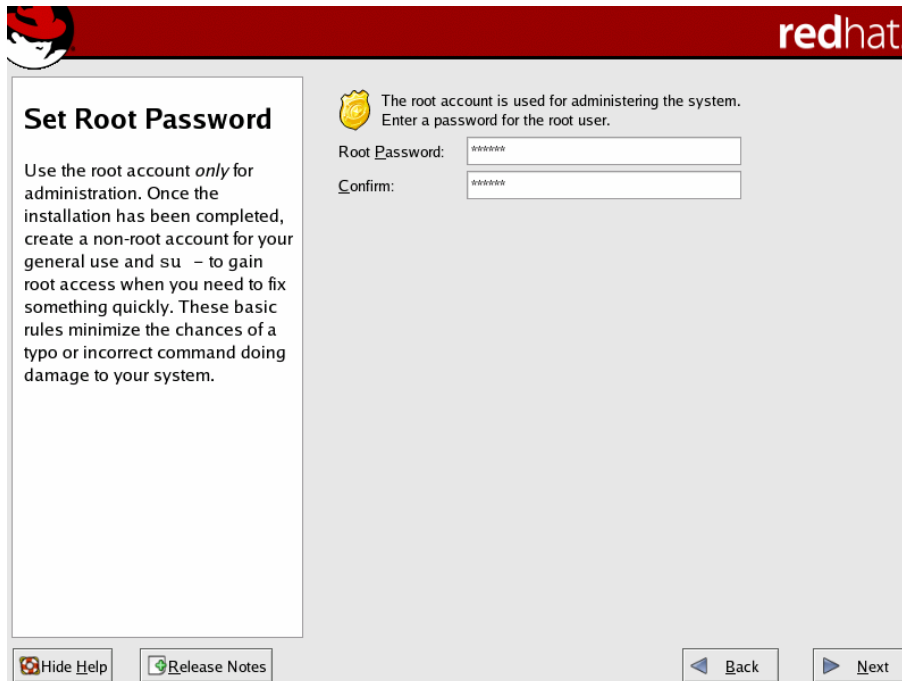 redhat.
Set Root Password
Use the root account only for
administration. Once the
installation has been completed,
create a non-root account for your
general use and su - to gain
root access when you need to fix
something quickly. These basic
rules minimize the chances of a
typo or incorrect command doing
damage to your system.
The root account is used for administering the system.
Enter a password for the root user.
Root Password: ******
Confirm: ******
Hide Help
Release Notes
Back
Next